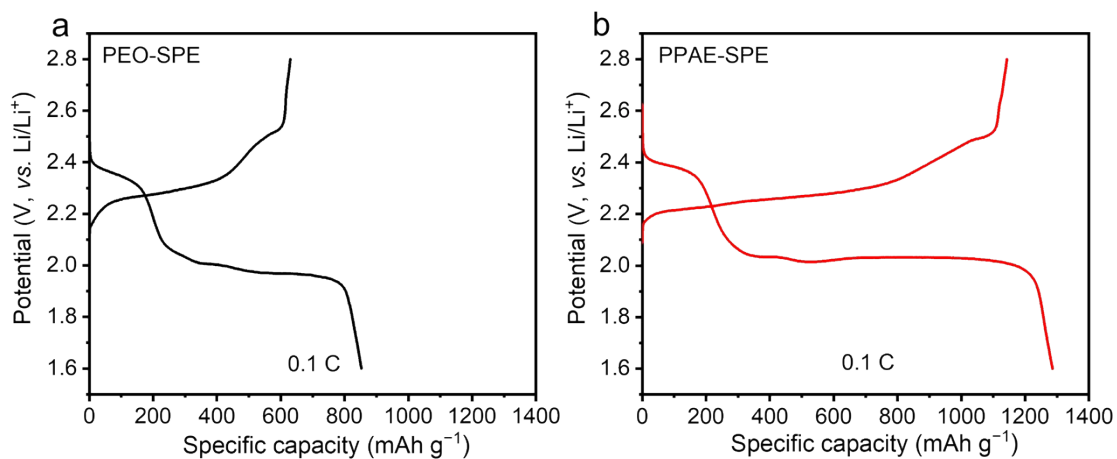 a
PEO-SPE
2.8
2.6
2.4
2.2
2.0
1.8
1.6
Potential (V, vs. Li/Li⁺)
0.1 C
0 200 400 600 800 1000 1200 1400
Specific capacity (mAh g⁻¹)
b
PPAE-SPE
2.8
2.6
2.4
2.2
2.0
1.8
1.6
Potential (V, vs. Li/Li⁺)
0.1 C
0 200 400 600 800 1000 1200 1400
Specific capacity (mAh g⁻¹)